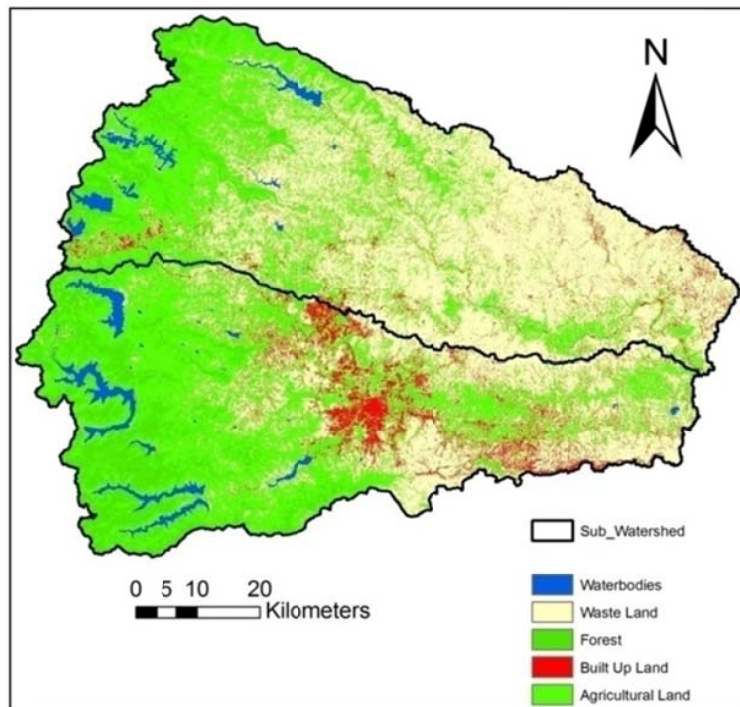 N
0 5 10 20
Kilometers
Sub_Watershed
Waterbodies
Waste Land
Forest
Built Up Land
Agricultural Land